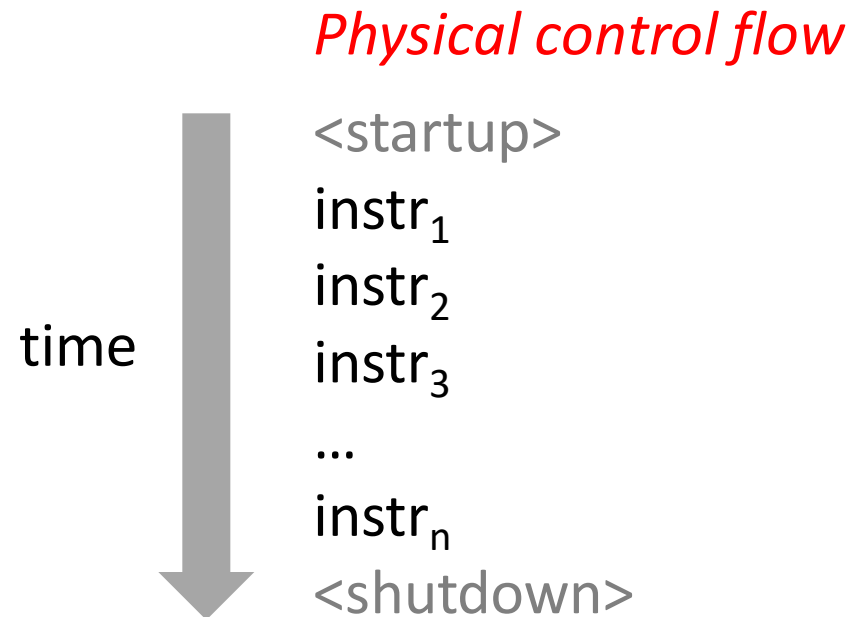 Physical control flow
<startup>
instr₁
instr₂
time
instr₃
...
instrₙ
<shutdown>